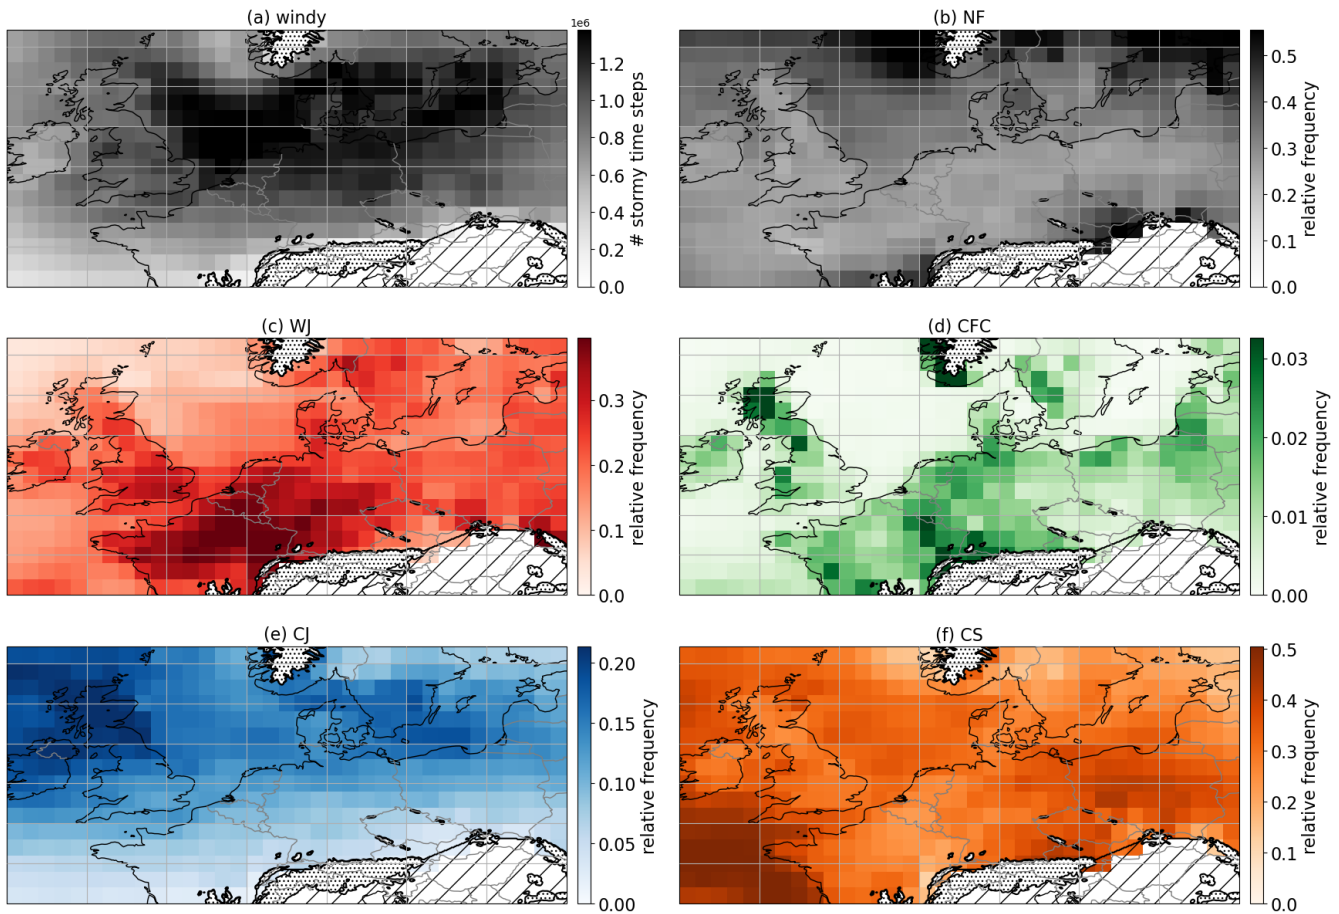 (a) windy
1e6
1.2
1.0
0.8
0.6
0.4
0.2
0.0
# stormy time steps
(b) NF
0.5
0.4
0.3
0.2
0.1
0.0
relative frequency
(c) WJ
0.3
0.2
0.1
0.0
relative frequency
(d) CFC
0.03
0.02
0.01
0.00
relative frequency
(e) CJ
0.20
0.15
0.10
0.05
0.00
relative frequency
(f) CS
0.5
0.4
0.3
0.2
0.1
0.0
relative frequency